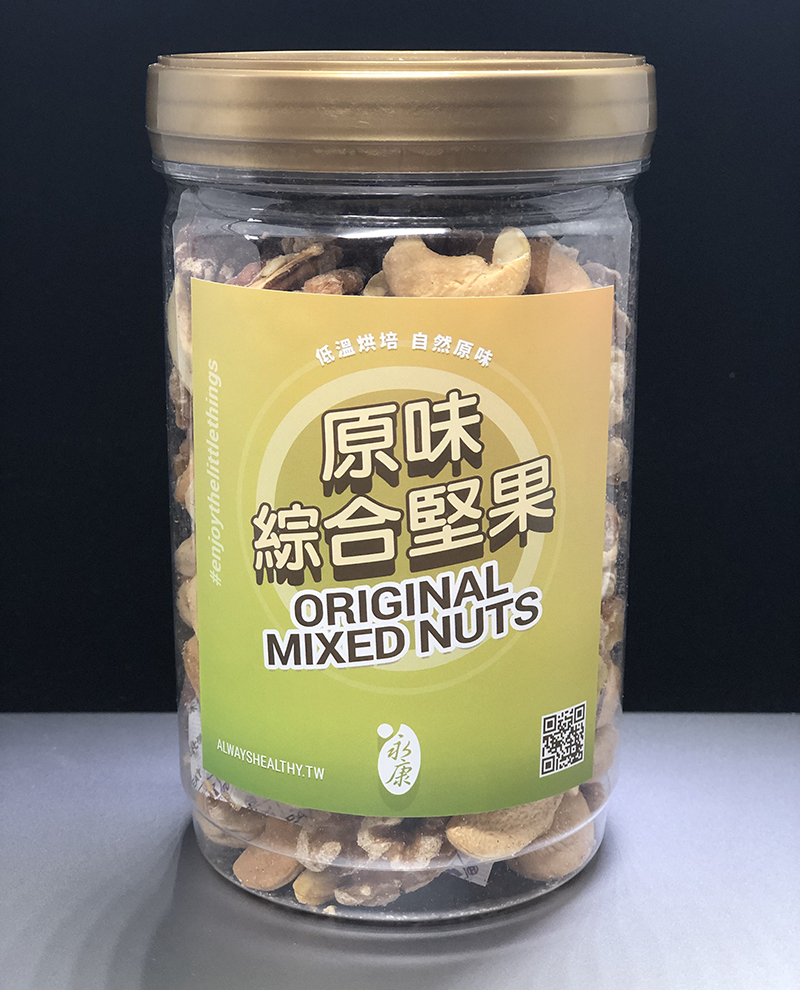 低溫烘培 自然原味
#enjoythelittlethings
原味
綜合堅果
ORIGINAL
MIXED NUTS
ALWAYSHEALTHY.TW
永康